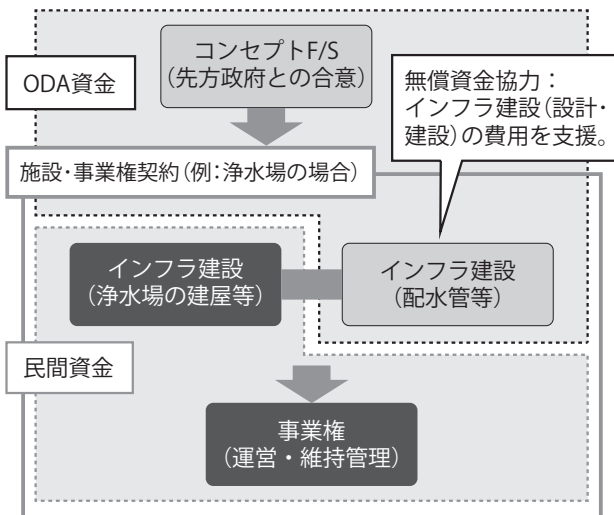 コンセプトF/S
(先方政府との合意)
ODA資金
無償資金協力：
インフラ建設(設計・
建設)の費用を支援。
施設・事業権契約(例：浄水場の場合)
インフラ建設
(浄水場の建屋等)
インフラ建設
(配水管等)
民間資金
事業権
(運営・維持管理)